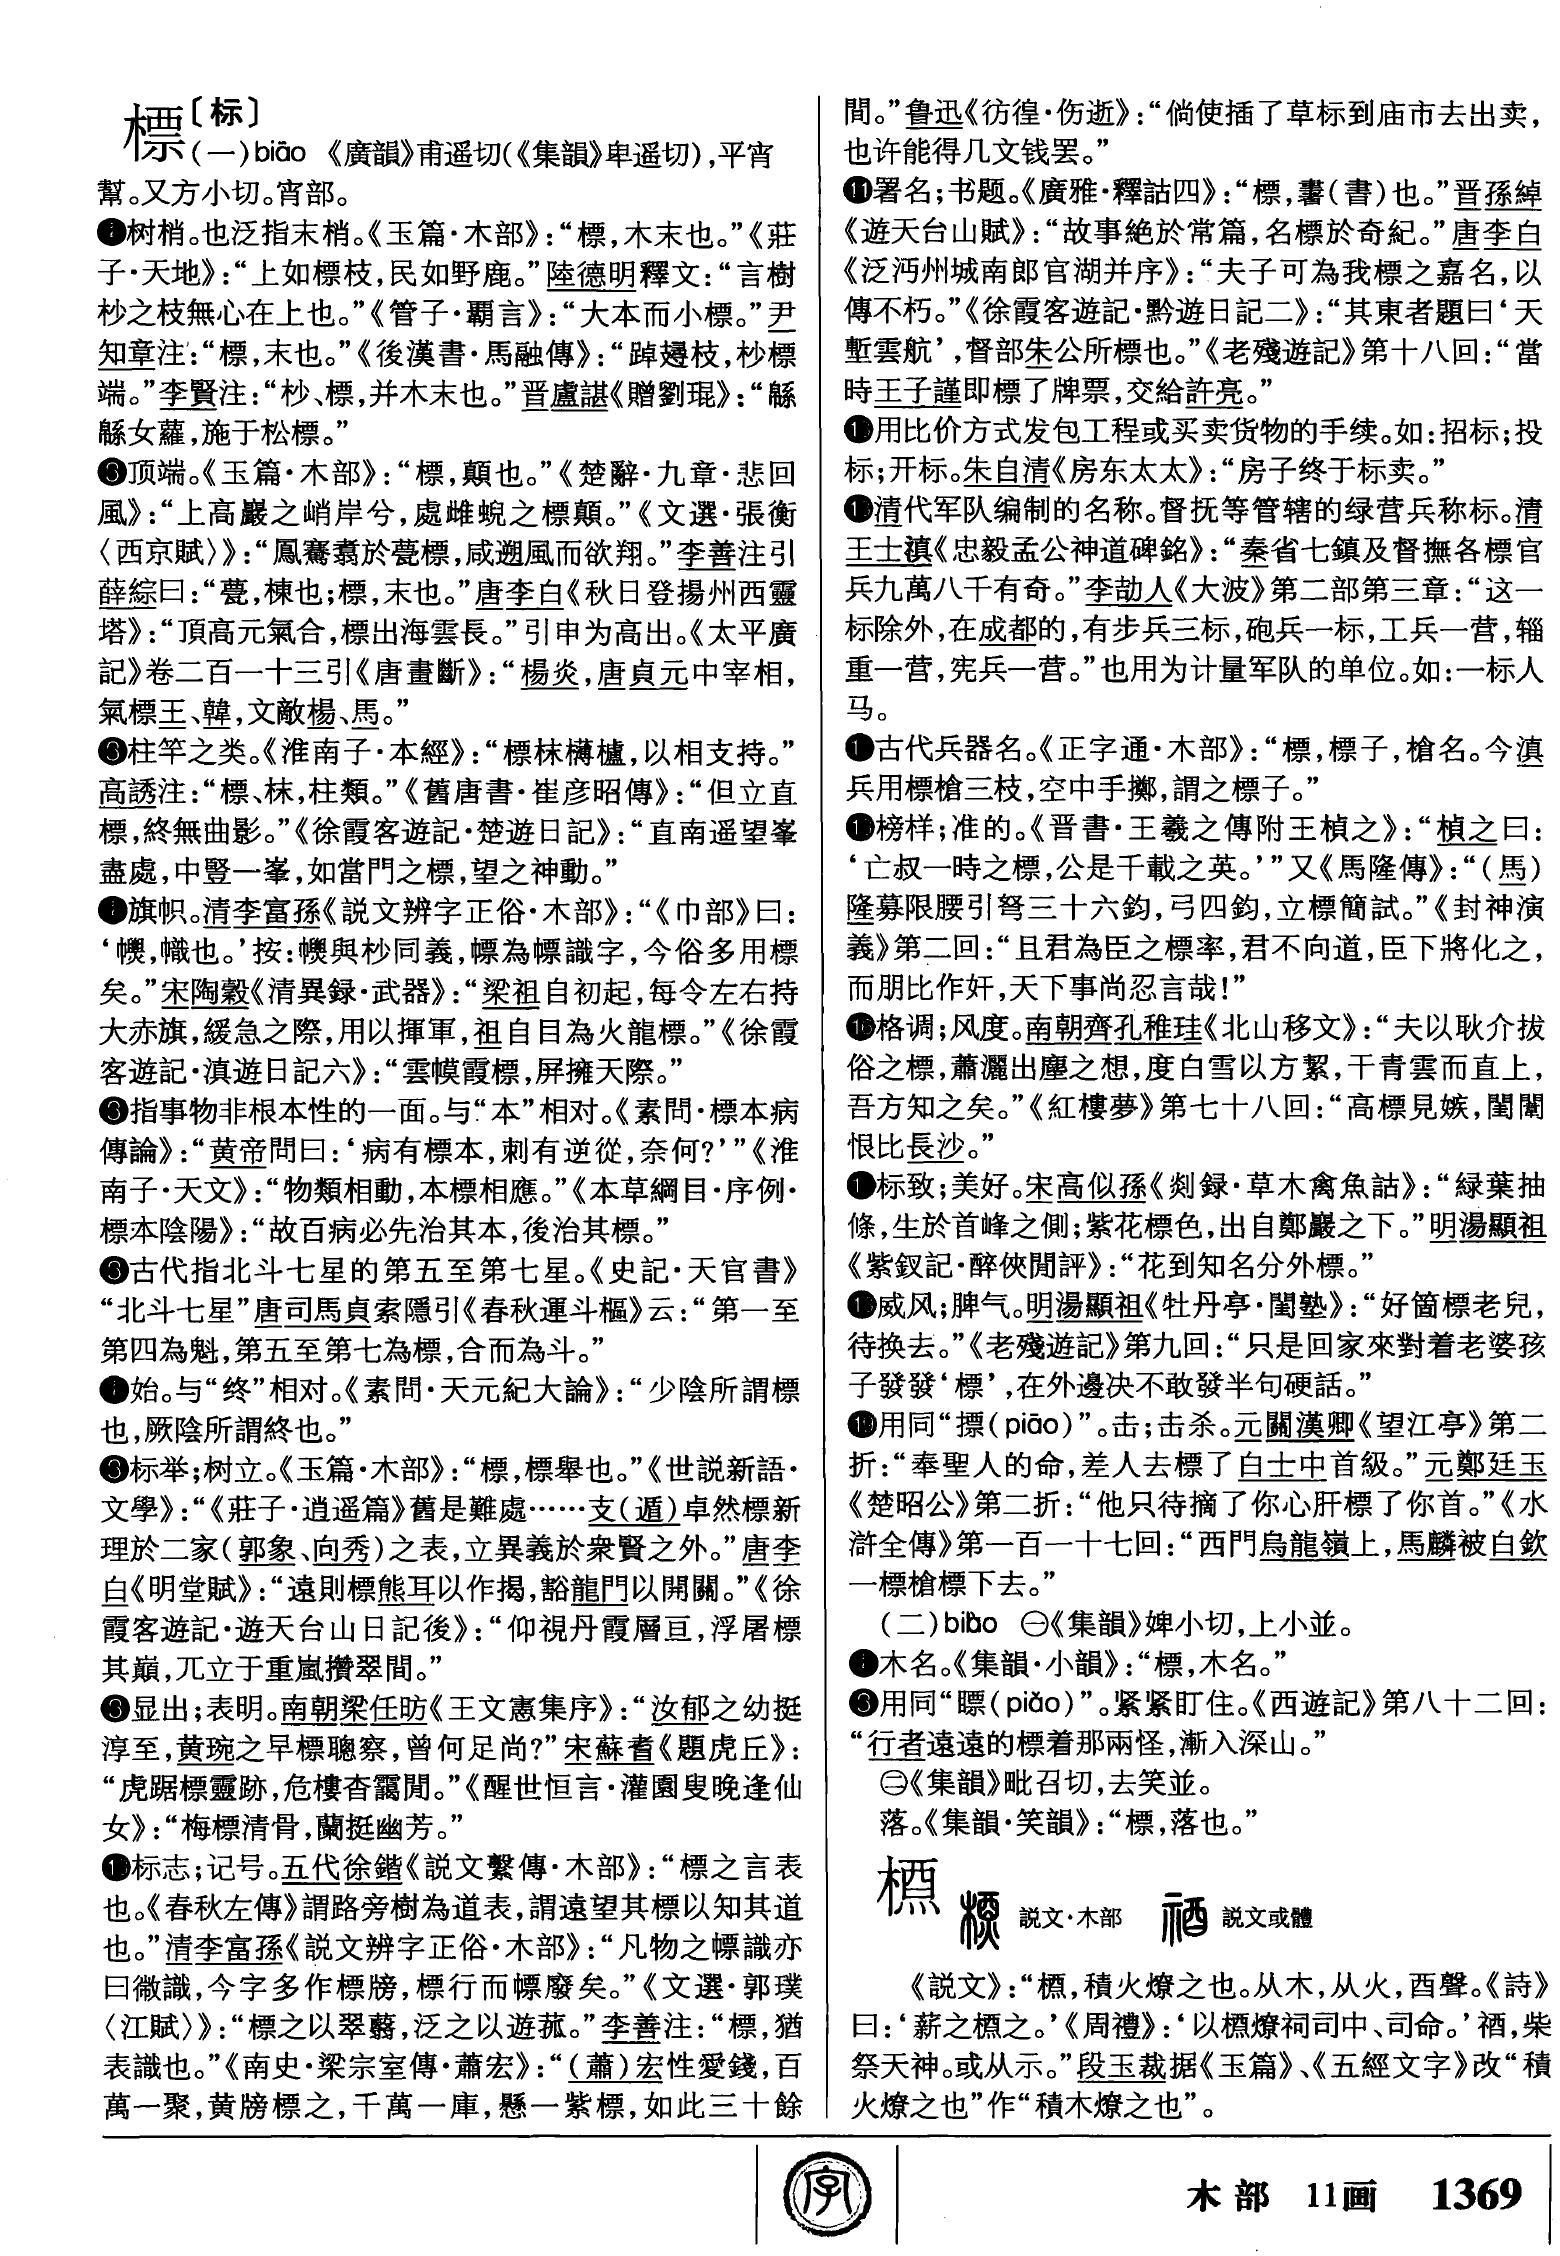 標〔标〕
(一)biāo 《廣韻》甫遥切(《集韻》卑遥切),平宵
幫。又方小切。宵部。
❶树梢。也泛指末梢。《玉篇·木部》:“標,木末也。”《莊
子·天地》:“上如標枝,民如野鹿。”陸德明釋文:“言樹
杪之枝無心在上也。”《管子·霸言》:“大本而小標。”尹
知章注:“標,末也。”《後漢書·馬融傳》:“踔𧽼枝,杪標
端。”李賢注:“杪、標,并木末也。”晋盧諶《贈劉琨》:“緜
緜女蘿,施于松標。”
❷顶端。《玉篇·木部》:“標,顛也。”《楚辭·九章·悲回
風》:“上高巖之峭岸兮,處雌蜺之標顛。”《文選·張衡
〈西京賦〉》:“鳳騫翥於甍標,咸遡風而欲翔。”李善注引
薛綜曰:“甍,棟也;標,末也。”唐李白《秋日登揚州西靈
塔》:“頂高元氣合,標出海雲長。”引申为高出。《太平廣
記》卷二百一十三引《唐畫斷》:“楊炎,唐貞元中宰相,
氣標王、韓,文敵楊、馬。”
❸柱竿之类。《淮南子·本經》:“標枺欂櫨,以相支持。”
高誘注:“標、枺,柱類。”《舊唐書·崔彦昭傳》:“但立直
標,終無曲影。”《徐霞客遊記·楚遊日記》:“直南遥望峯
盡處,中豎一峯,如當門之標,望之神動。”
❹旗帜。清李富孫《説文辨字正俗·木部》:“《巾部》曰:
‘幖,幟也。’按:幖與杪同義,幖為幖識字,今俗多用標
矣。”宋陶穀《清異録·武器》:“梁祖自初起,每令左右持
大赤旗,緩急之際,用以揮軍,祖自目為火龍標。”《徐霞
客遊記·滇遊日記六》:“雲幙霞標,屏擁天際。”
❺指事物非根本性的一面。与“本”相对。《素問·標本病
傳論》:“黄帝問曰:‘病有標本,刺有逆從,奈何?’”《淮
南子·天文》:“物類相動,本標相應。”《本草綱目·序例·
標本陰陽》:“故百病必先治其本,後治其標。”
❻古代指北斗七星的第五至第七星。《史記·天官書》
“北斗七星”唐司馬貞索隱引《春秋運斗樞》云:“第一至
第四為魁,第五至第七為標,合而為斗。”
❼始。与“终”相对。《素問·天元紀大論》:“少陰所謂標
也,厥陰所謂終也。”
❽标举;树立。《玉篇·木部》:“標,標舉也。”《世説新語·
文學》:“《莊子·逍遥篇》舊是難處……支(遁)卓然標新
理於二家(郭象、向秀)之表,立異義於衆賢之外。”唐李
白《明堂賦》:“遠則標熊耳以作揭,豁龍門以開關。”《徐
霞客遊記·遊天台山日記後》:“仰視丹霞層亘,浮屠標
其巔,兀立于重嵐攢翠間。”
❾显出;表明。南朝梁任昉《王文憲集序》:“汝郁之幼挺
淳至,黄琬之早標聰察,曾何足尚?”宋蘇耆《題虎丘》:
“虎踞標靈跡,危樓杳靄閒。”《醒世恒言·灌園叟晚逢仙
女》:“梅標清骨,蘭挺幽芳。”
❿标志;记号。五代徐鍇《説文繫傳·木部》:“標之言表
也。《春秋左傳》謂路旁樹為道表,謂遠望其標以知其道
也。”清李富孫《説文辨字正俗·木部》:“凡物之幖識亦
曰微識,今字多作標牓,標行而幖廢矣。”《文選·郭璞
〈江賦〉》:“標之以翠蘙,泛之以遊菰。”李善注:“標,猶
表識也。”《南史·梁宗室傳·蕭宏》:“(蕭)宏性愛錢,百
萬一聚,黄牓標之,千萬一庫,懸一紫標,如此三十餘
間。”鲁迅《彷徨·伤逝》:“倘使插了草标到庙市去出卖,
也许能得几文钱罢。”
⓫署名;书题。《廣雅·釋詁四》:“標,書(書)也。”晋孫綽
《遊天台山賦》:“故事絶於常篇,名標於奇紀。”唐李白
《泛沔州城南郎官湖并序》:“夫子可為我標之嘉名,以
傳不朽。”《徐霞客遊記·黔遊日記二》:“其東者題曰‘天
塹雲航’,督部朱公所標也。”《老殘遊記》第十八回:“當
時王子謹即標了牌票,交給許亮。”
⓬用比价方式发包工程或买卖货物的手续。如:招标;投
标;开标。朱自清《房东太太》:“房子终于标卖。”
⓭清代军队编制的名称。督抚等管辖的绿营兵称标。清
王士滇《忠毅孟公神道碑銘》:“秦省七鎮及督撫各標官
兵九萬八千有奇。”李劼人《大波》第二部第三章:“这一
标除外,在成都的,有步兵三标,砲兵一标,工兵一营,辎
重一营,宪兵一营。”也用为计量军队的单位。如:一标人
马。
⓮古代兵器名。《正字通·木部》:“標,標子,槍名。今滇
兵用標槍三枝,空中手擲,謂之標子。”
⓯榜样;准的。《晋書·王羲之傳附王楨之》:“楨之曰:
‘亡叔一時之標,公是千載之英。’”又《馬隆傳》:“(馬)
隆募限腰引弩三十六鈞,弓四鈞,立標簡試。”《封神演
義》第二回:“且君為臣之標率,君不向道,臣下將化之,
而朋比作奸,天下事尚忍言哉!”
⓰格调;风度。南朝齊孔稚珪《北山移文》:“夫以耿介拔
俗之標,蕭灑出塵之想,度白雪以方絜,干青雲而直上,
吾方知之矣。”《紅樓夢》第七十八回:“高標見嫉,閨闈
恨比長沙。”
⓱标致;美好。宋高似孫《剡録·草木禽魚詁》:“緑葉抽
條,生於首峰之側;紫花標色,出自鄭巖之下。”明湯顯祖
《紫釵記·醉俠閒評》:“花到知名分外標。”
⓲威风;脾气。明湯顯祖《牡丹亭·閨塾》:“好箇標老兒,
待换去。”《老殘遊記》第九回:“只是回家來對着老婆孩
子發發‘標’,在外邊决不敢發半句硬話。”
⓳用同“摽(piāo)”。击;击杀。元關漢卿《望江亭》第二
折:“奉聖人的命,差人去標了白士中首級。”元鄭廷玉
《楚昭公》第二折:“他只待摘了你心肝標了你首。”《水
滸全傳》第一百一十七回:“西門烏龍嶺上,馬麟被白欽
一標槍標下去。”
(二)biào ㊀《集韻》婢小切,上小並。
❶木名。《集韻·小韻》:“標,木名。”
❷用同“瞟(piǎo)”。紧紧盯住。《西遊記》第八十二回:
“行者遠遠的標着那兩怪,漸入深山。”
㊁《集韻》毗召切,去笑並。
落。《集韻·笑韻》:“標,落也。”
槱 説文·木部 説文或體
《説文》:“槱,積火燎之也。从木,从火,酉聲。《詩》
曰:‘薪之槱之。’《周禮》:‘以槱燎祠司中、司命。’禉,柴
祭天神。或从示。”段玉裁据《玉篇》、《五經文字》改“積
火燎之也”作“積木燎之也”。
字
木部 11画 1369